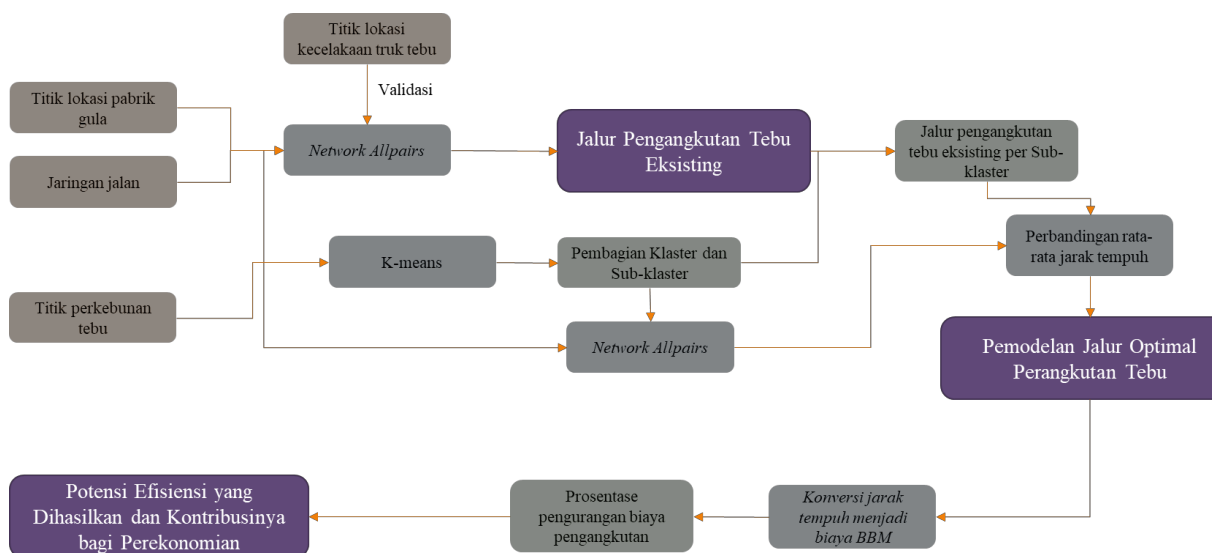 Titik lokasi
kecelakaan truk tebu
Validasi
Titik lokasi pabrik
gula
Jaringan jalan
Network Allpairs
Jalur Pengangkutan Tebu
Eksisting
Jalur pengangkutan
tebu eksisting per Sub-
klaster
Titik perkebunan
tebu
K-means
Pembagian Klaster dan
Sub-klaster
Perbandingan rata-
rata jarak tempuh
Network Allpairs
Pemodelan Jalur Optimal
Perangkutan Tebu
Konversi jarak
tempuh menjadi
biaya BBM
Prosentase
pengurangan biaya
pengangkutan
Potensi Efisiensi yang
Dihasilkan dan Kontribusinya
bagi Perekonomian